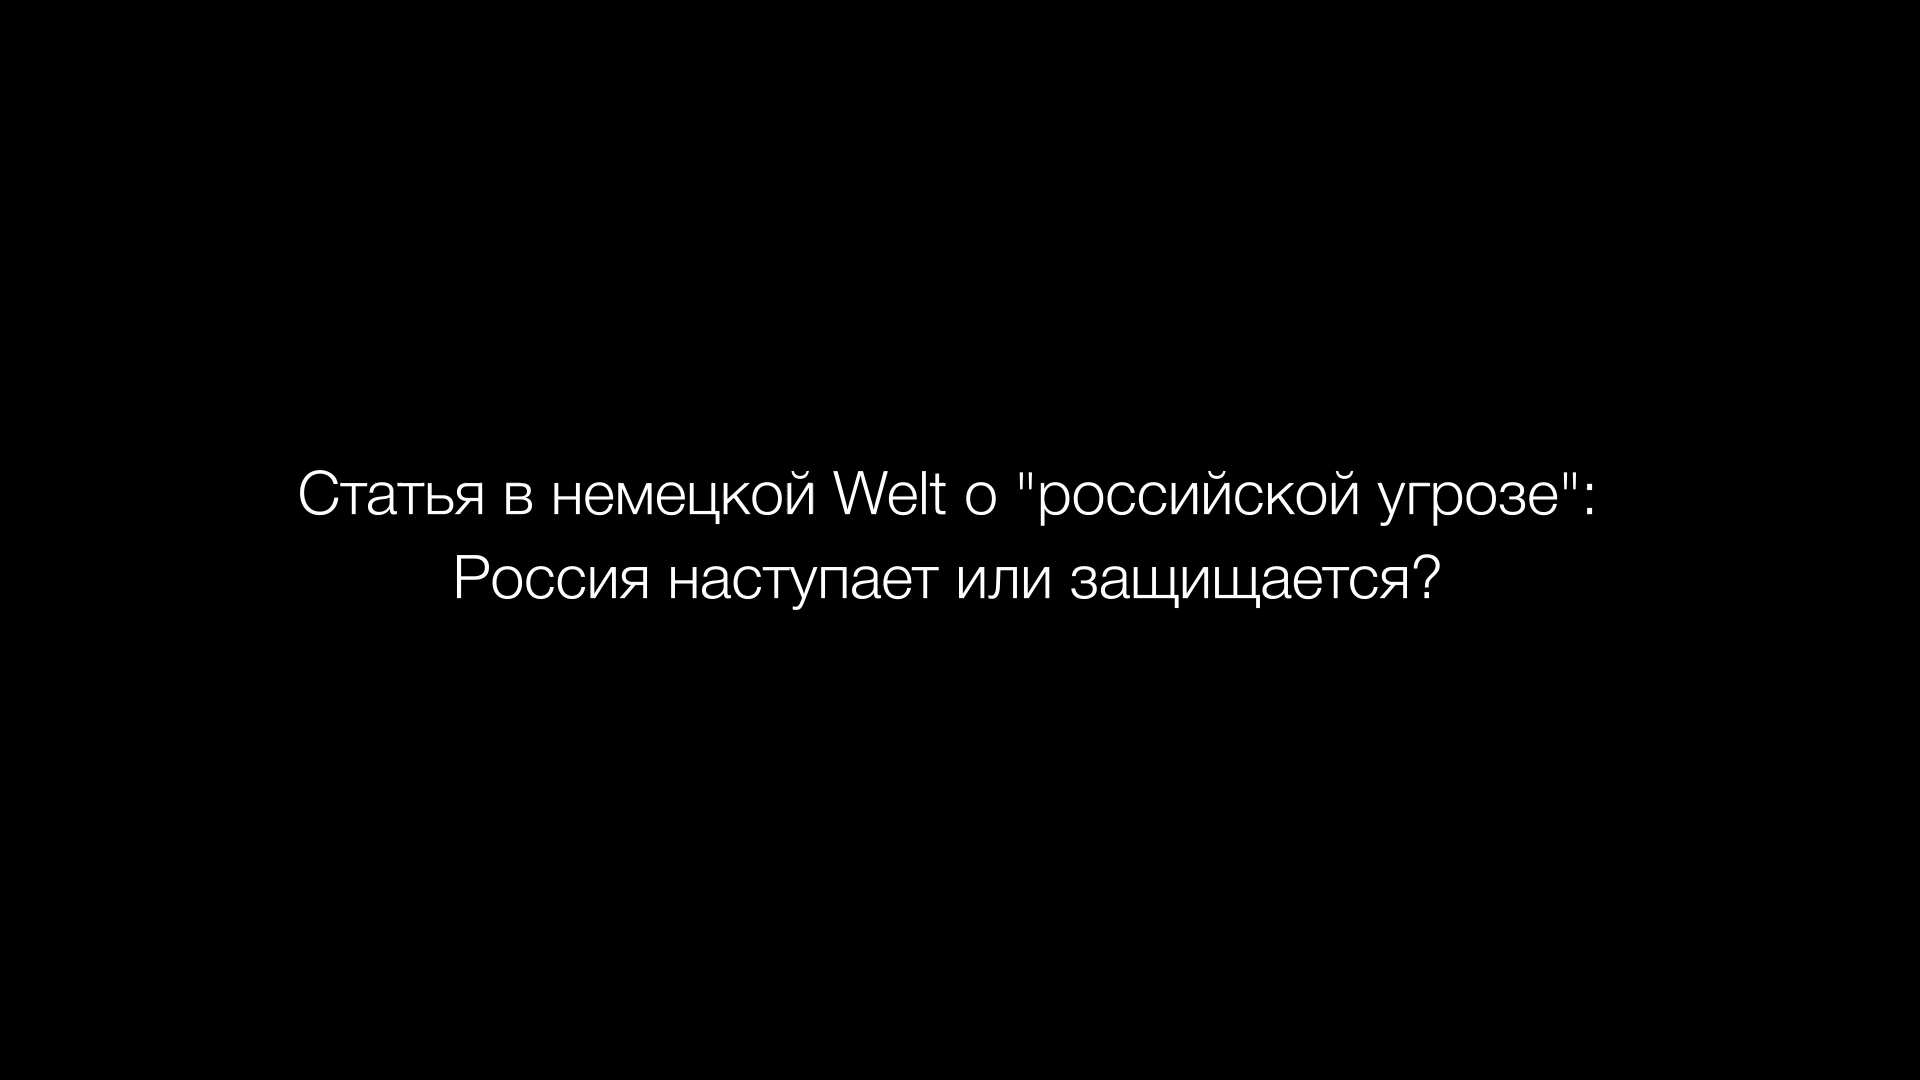 Статья в немецкой Welt о "российской угрозе":
Россия наступает или защищается?